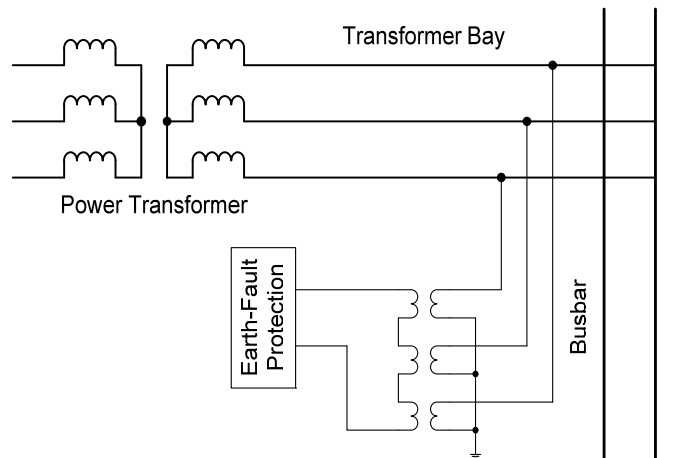 Transformer Bay
Power Transformer
Earth-Fault
Protection
Busbar